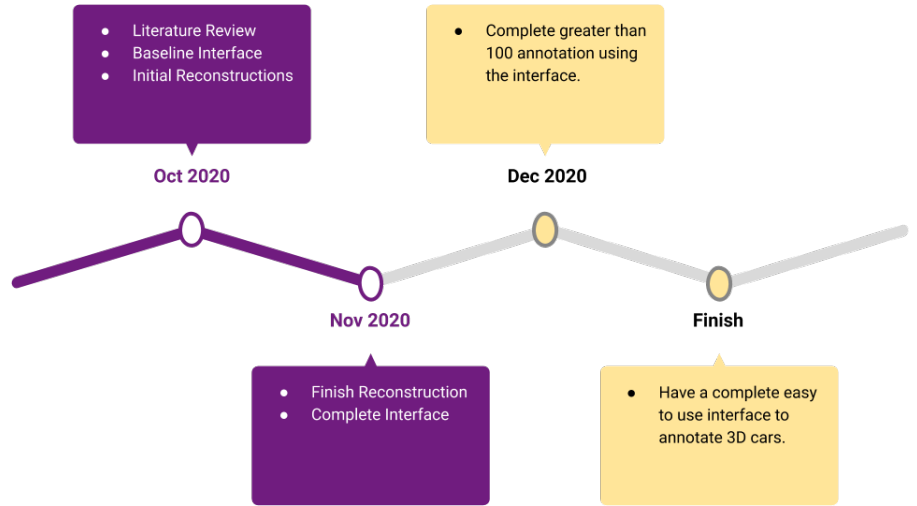 ● Literature Review
● Baseline Interface
● Initial Reconstructions
Oct 2020
● Complete greater than
100 annotation using
the interface.
Dec 2020
Nov 2020
● Finish Reconstruction
● Complete Interface
Finish
● Have a complete easy
to use interface to
annotate 3D cars.